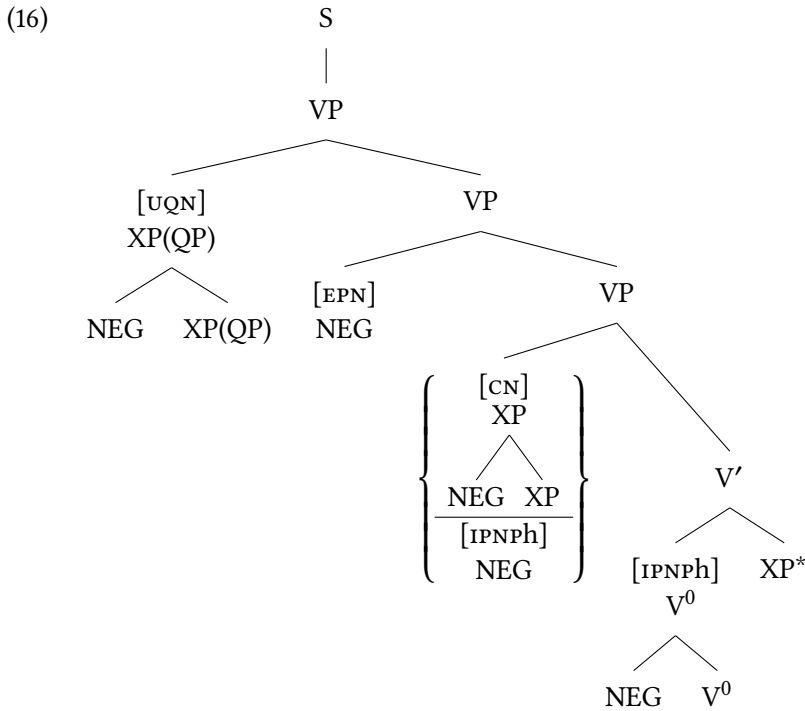 (16)
S
VP
[UQN] VP
XP(QP)
NEG XP(QP) [EPN] VP
NEG
[CN]
XP
NEG XP V′
[IPNPh]
NEG [IPNPh] XP*
V⁰
NEG V⁰